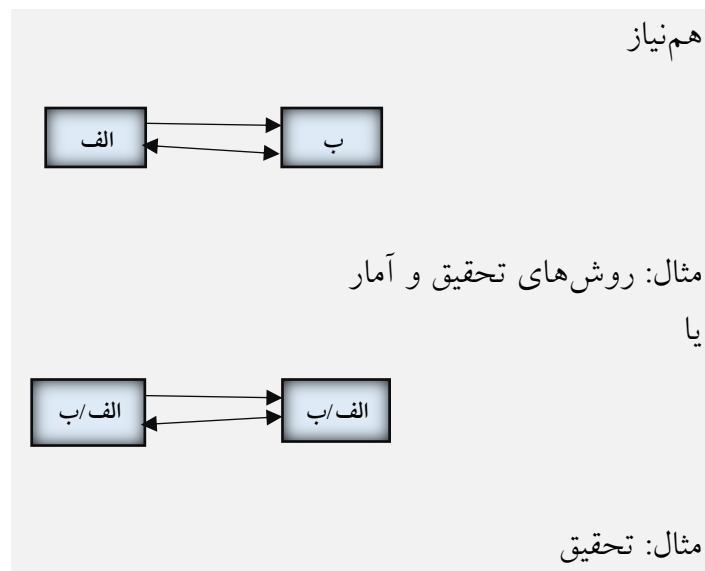 هم‌نیاز
ب
الف
مثال: روش‌های تحقیق و آمار
یا
الف/ب
الف/ب
مثال: تحقیق